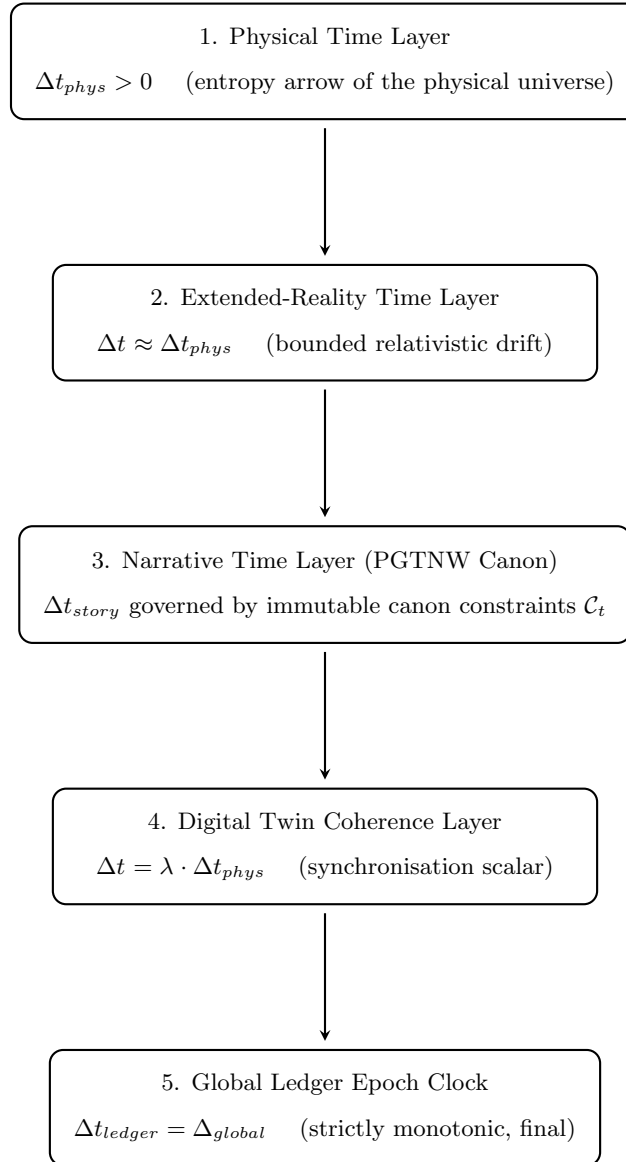 1. Physical Time Layer
Δt_phys > 0 (entropy arrow of the physical universe)
2. Extended-Reality Time Layer
Δt ≈ Δt_phys (bounded relativistic drift)
3. Narrative Time Layer (PGTNW Canon)
Δt_story governed by immutable canon constraints 𝒞_t
4. Digital Twin Coherence Layer
Δt = λ · Δt_phys (synchronisation scalar)
5. Global Ledger Epoch Clock
Δt_ledger = Δ_global (strictly monotonic, final)